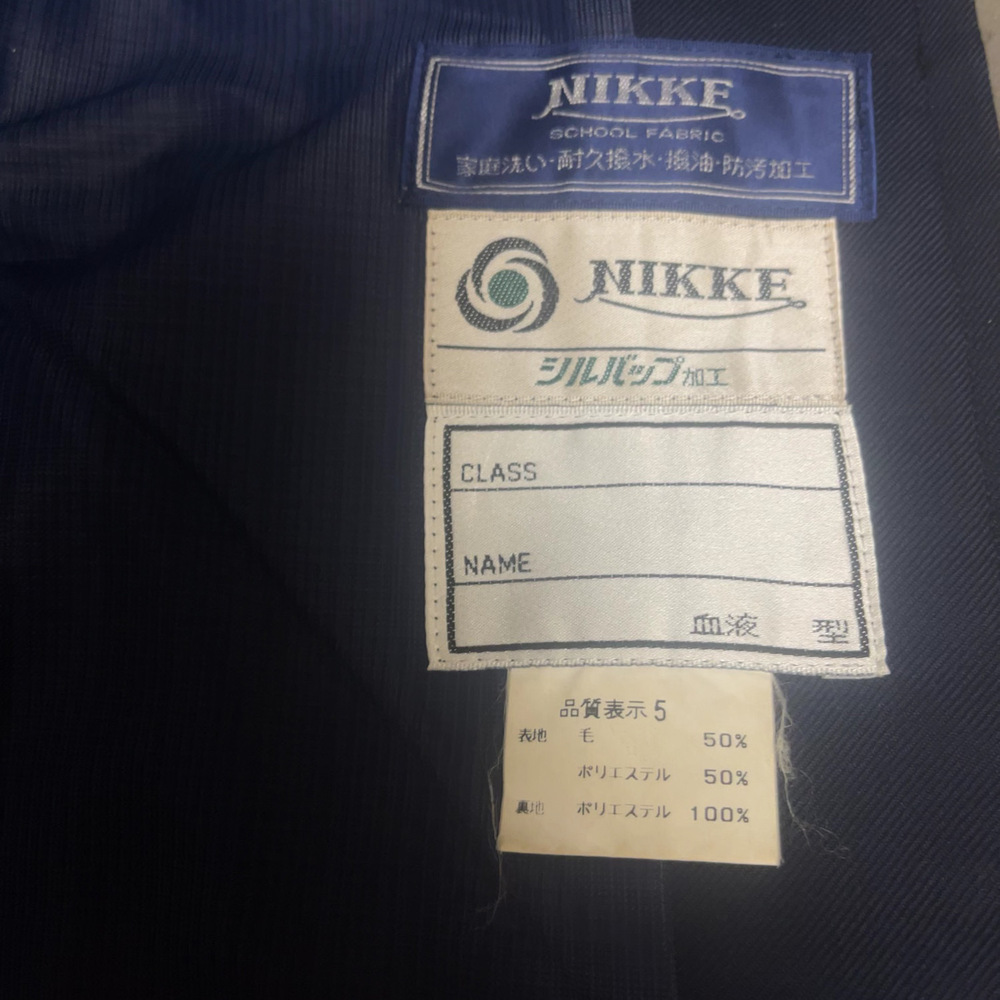 NIKKE
SCHOOL FABRIC
家庭洗い・耐久撥水・撥油・防汚加工
NIKKE
シルバップ加工
CLASS
NAME
血液 型
品質表示 5
表地 毛 50%
ポリエステル 50%
裏地 ポリエステル 100%